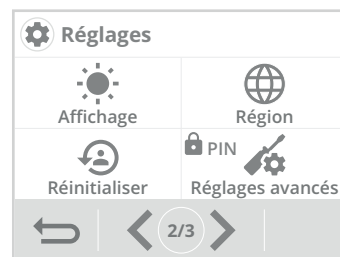 Réglages
Affichage
Région
PIN
Réinitialiser
Réglages avancés
2/3